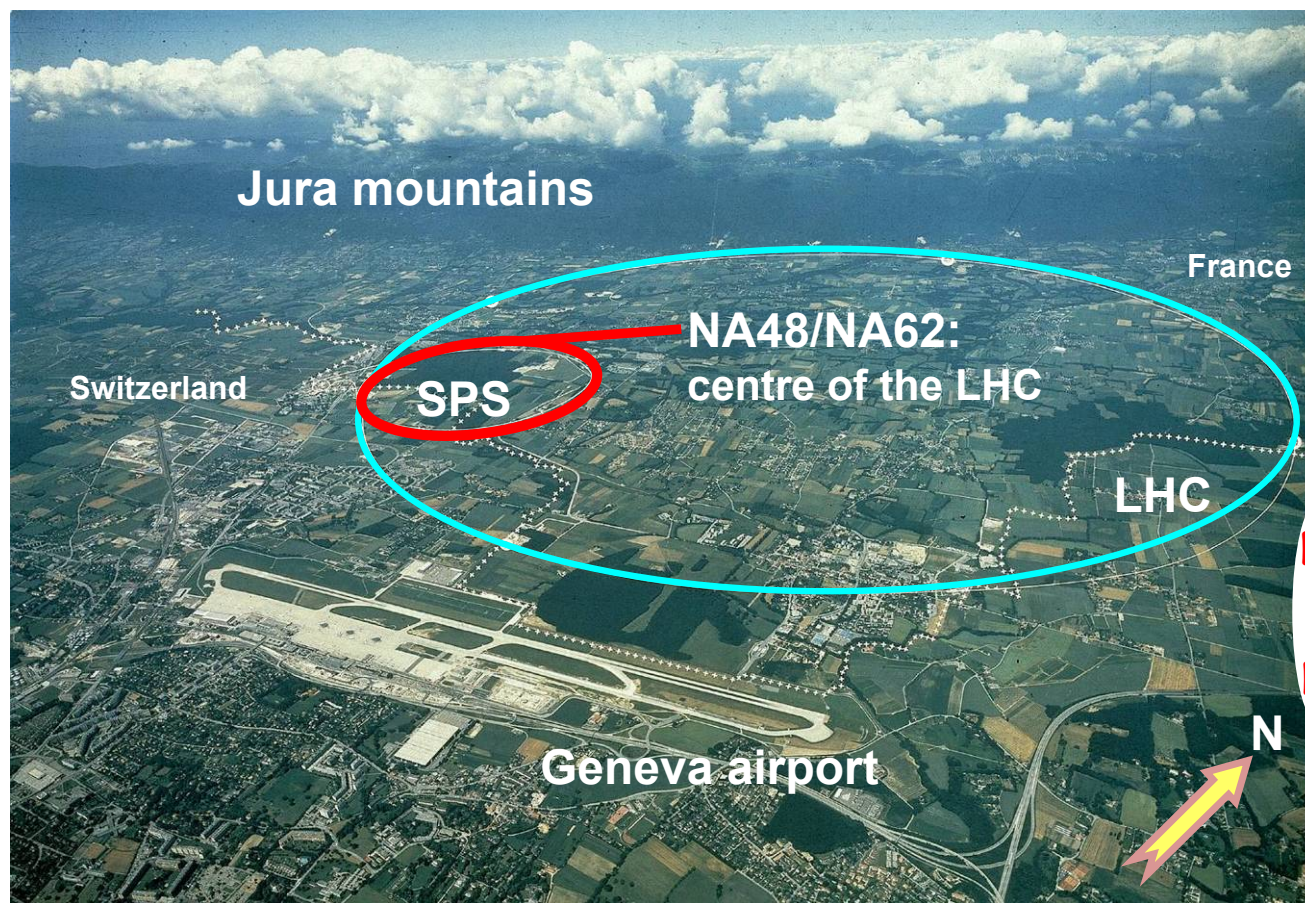 Jura mountains
France
NA48/NA62:
centre of the LHC
Switzerland
SPS
LHC
N
Geneva airport